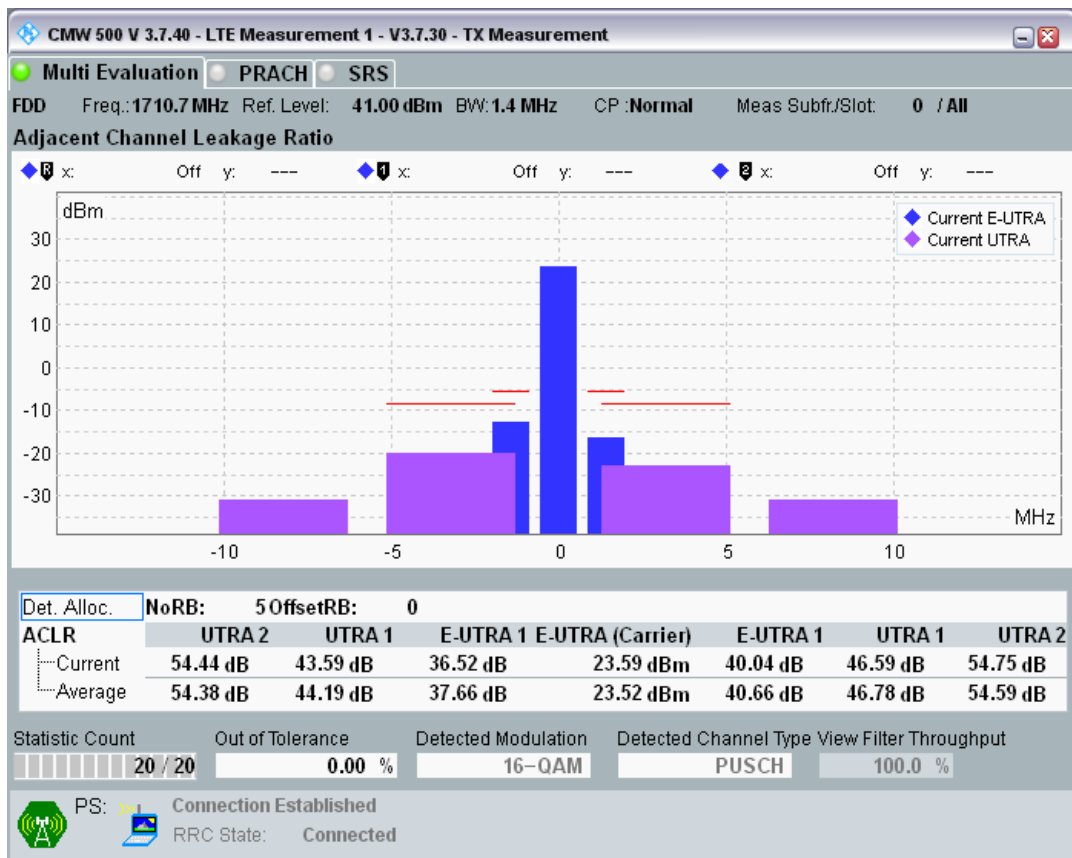 CMW 500 V 3.7.40 - LTE Measurement 1 - V3.7.30 - TX Measurement
Multi Evaluation PRACH SRS
FDD Freq.: 1710.7 MHz Ref. Level: 41.00 dBm BW: 1.4 MHz CP :Normal Meas Subfr./Slot: 0 / All
Adjacent Channel Leakage Ratio
R x: Off y: --- 1 x: Off y: --- 2 x: Off y: ---
dBm
Current E-UTRA
Current UTRA
30
20
10
0
-10
-20
-30
MHz
-10 -5 0 5 10
Det. Alloc. NoRB: 5 OffsetRB: 0
ACLR UTRA 2 UTRA 1 E-UTRA 1 E-UTRA (Carrier) E-UTRA 1 UTRA 1 UTRA 2
Current 54.44 dB 43.59 dB 36.52 dB 23.59 dBm 40.04 dB 46.59 dB 54.75 dB
Average 54.38 dB 44.19 dB 37.66 dB 23.52 dBm 40.66 dB 46.78 dB 54.59 dB
Statistic Count Out of Tolerance Detected Modulation Detected Channel Type View Filter Throughput
20 / 20 0.00 % 16-QAM PUSCH 100.0 %
PS: Connection Established
RRC State: Connected